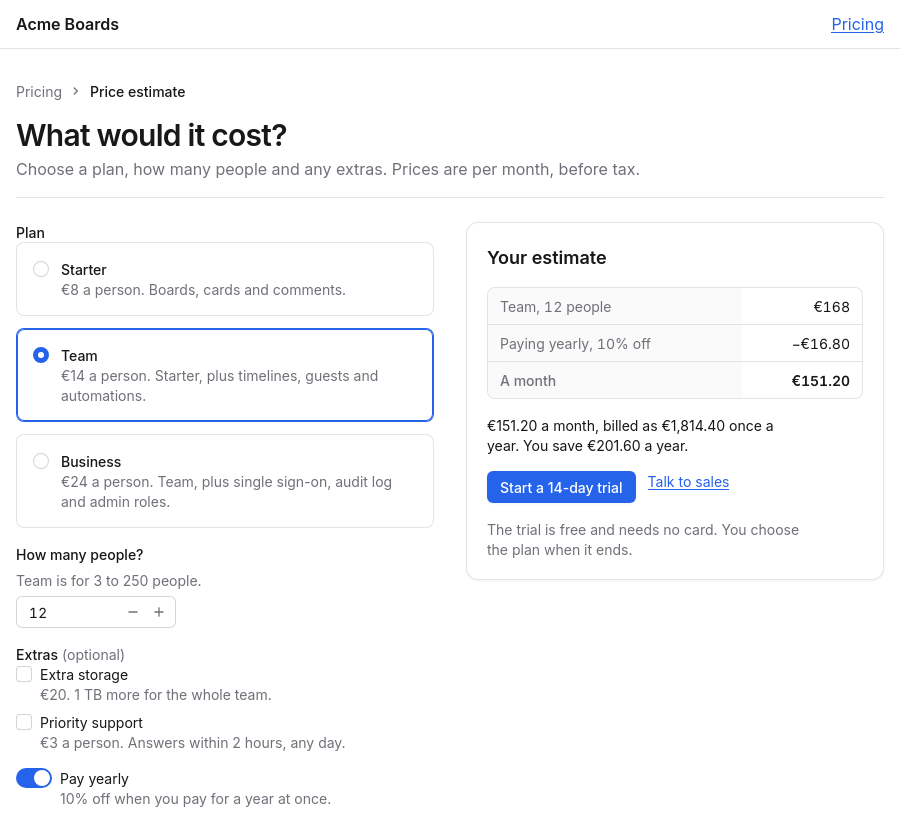 Acme Boards
Pricing
Pricing
Price estimate
What would it cost?
Choose a plan, how many people and any extras. Prices are per month, before tax.
Plan
Starter
€8 a person. Boards, cards and comments.
Team
€14 a person. Starter, plus timelines, guests and
automations.
Business
€24 a person. Team, plus single sign-on, audit log
and admin roles.
How many people?
Team is for 3 to 250 people.
12
Extras (optional)
Extra storage
€20. 1 TB more for the whole team.
Priority support
€3 a person. Answers within 2 hours, any day.
Pay yearly
10% off when you pay for a year at once.
Your estimate
Team, 12 people €168
Paying yearly, 10% off −€16.80
A month €151.20
€151.20 a month, billed as €1,814.40 once a
year. You save €201.60 a year.
Start a 14-day trial
Talk to sales
The trial is free and needs no card. You choose
the plan when it ends.